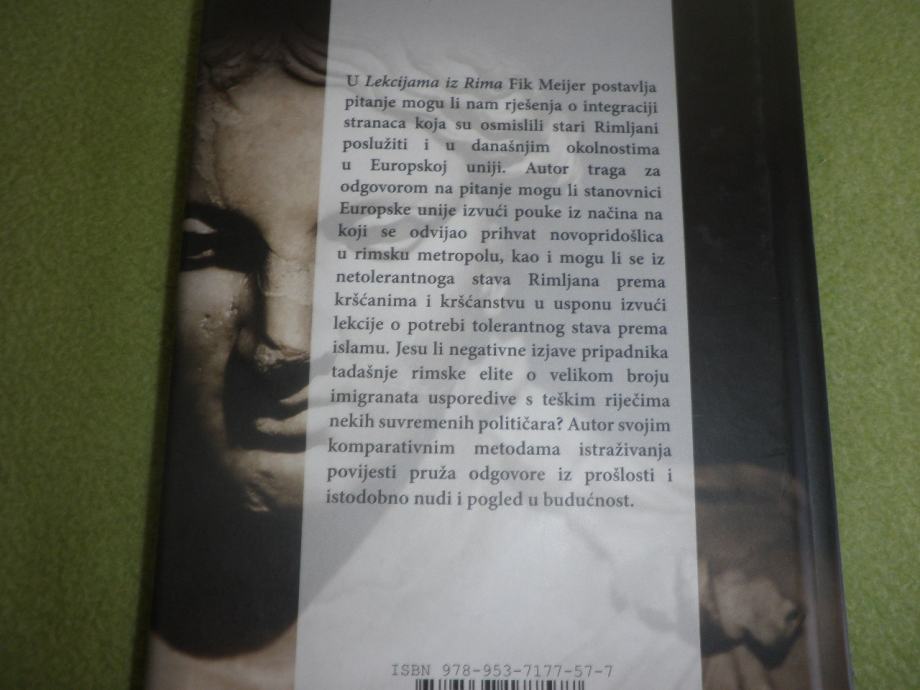 U Lekcijama iz Rima Fik Meijer postavlja
pitanje mogu li nam rješenja o integraciji
stranaca koja su osmislili stari Rimljani
poslužiti i u današnjim okolnostima
u Europskoj uniji. Autor traga za
odgovorom na pitanje mogu li stanovnici
Europske unije izvući pouke iz načina na
koji se odvijao prihvat novopridošlica
u rimsku metropolu, kao i mogu li se iz
netolerantnoga stava Rimljana prema
kršćanima i kršćanstvu u usponu izvući
lekcije o potrebi tolerantnog stava prema
islamu. Jesu li negativne izjave pripadnika
tadašnje rimske elite o velikom broju
imigranata usporedive s teškim riječima
nekih suvremenih političara? Autor svojim
komparativnim metodama istraživanja
povijesti pruža odgovore iz prošlosti i
istodobno nudi i pogled u budućnost.
ISBN 978-953-7177-57-7